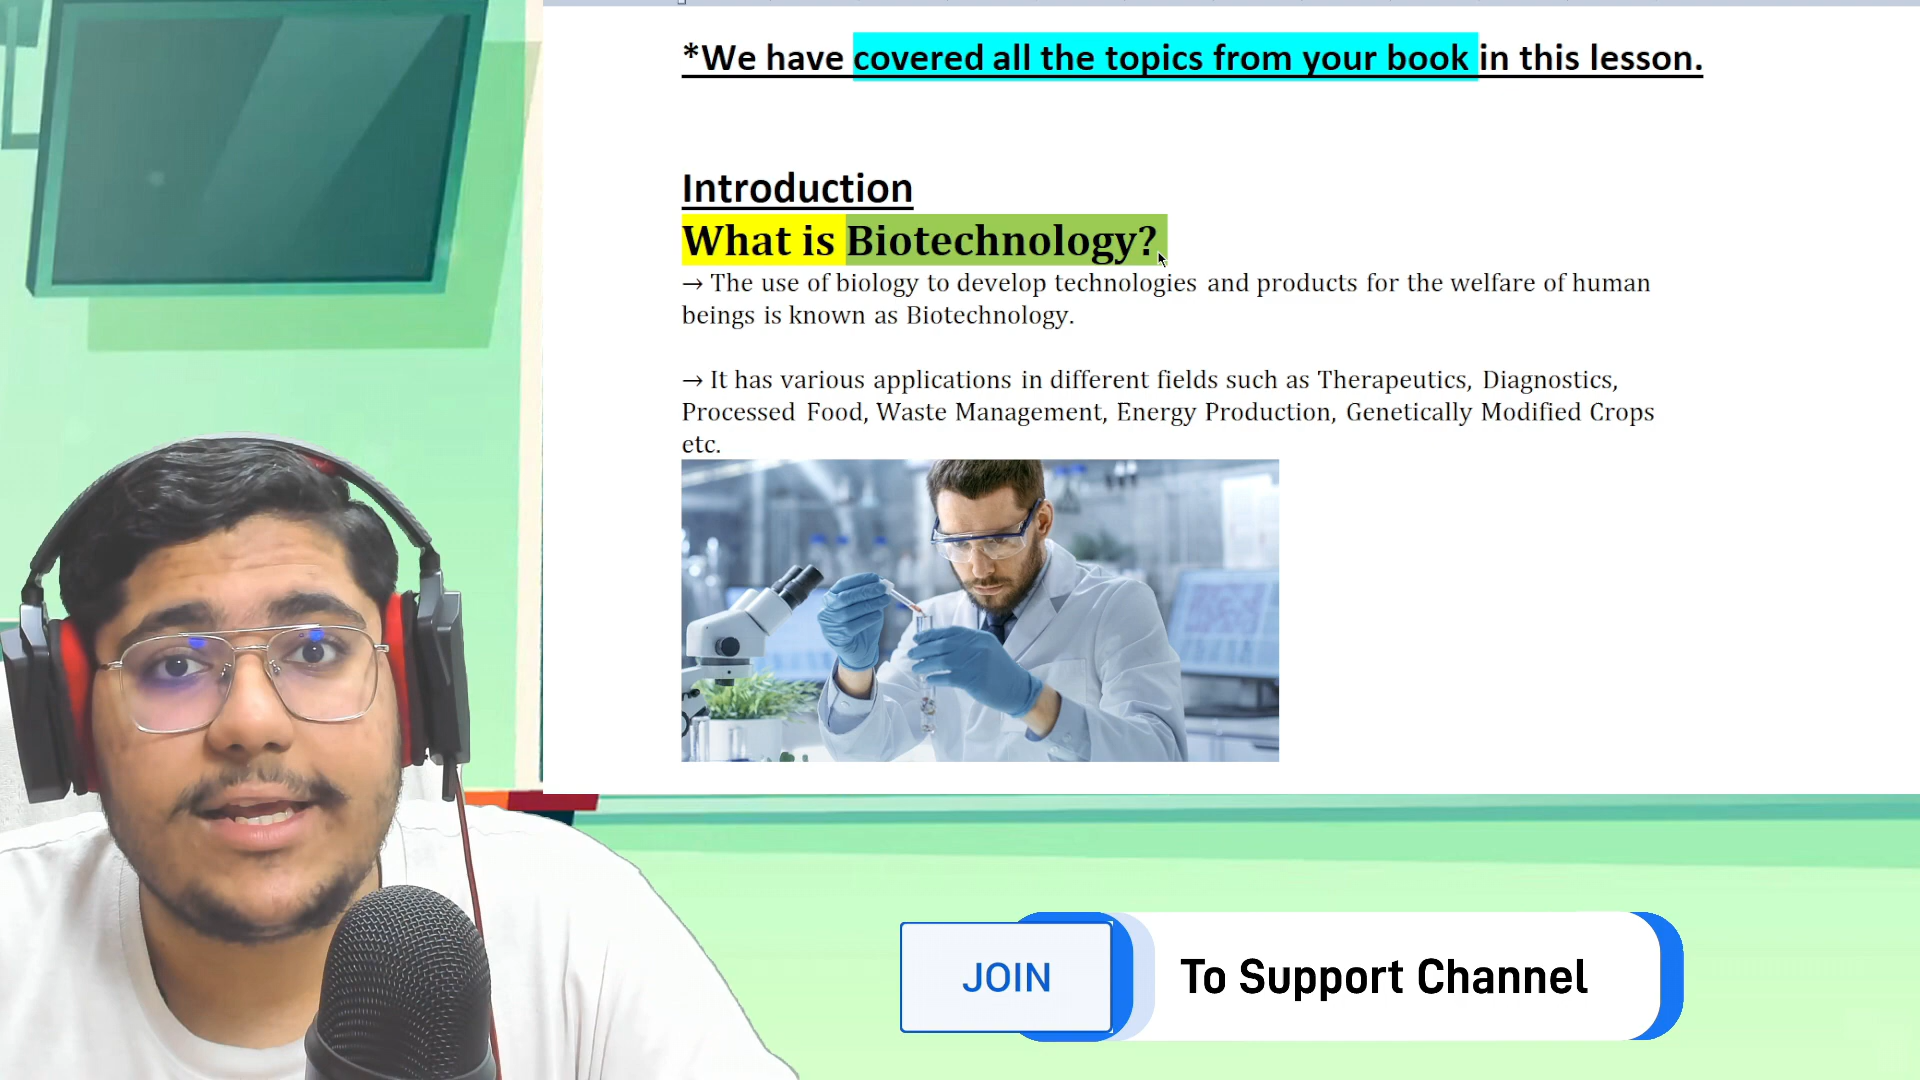 *We have covered all the topics from your book in this lesson.
Introduction
What is Biotechnology?
→ The use of biology to develop technologies and products for the welfare of human
beings is known as Biotechnology.
→ It has various applications in different fields such as Therapeutics, Diagnostics,
Processed Food, Waste Management, Energy Production, Genetically Modified Crops
etc.
JOIN
To Support Channel